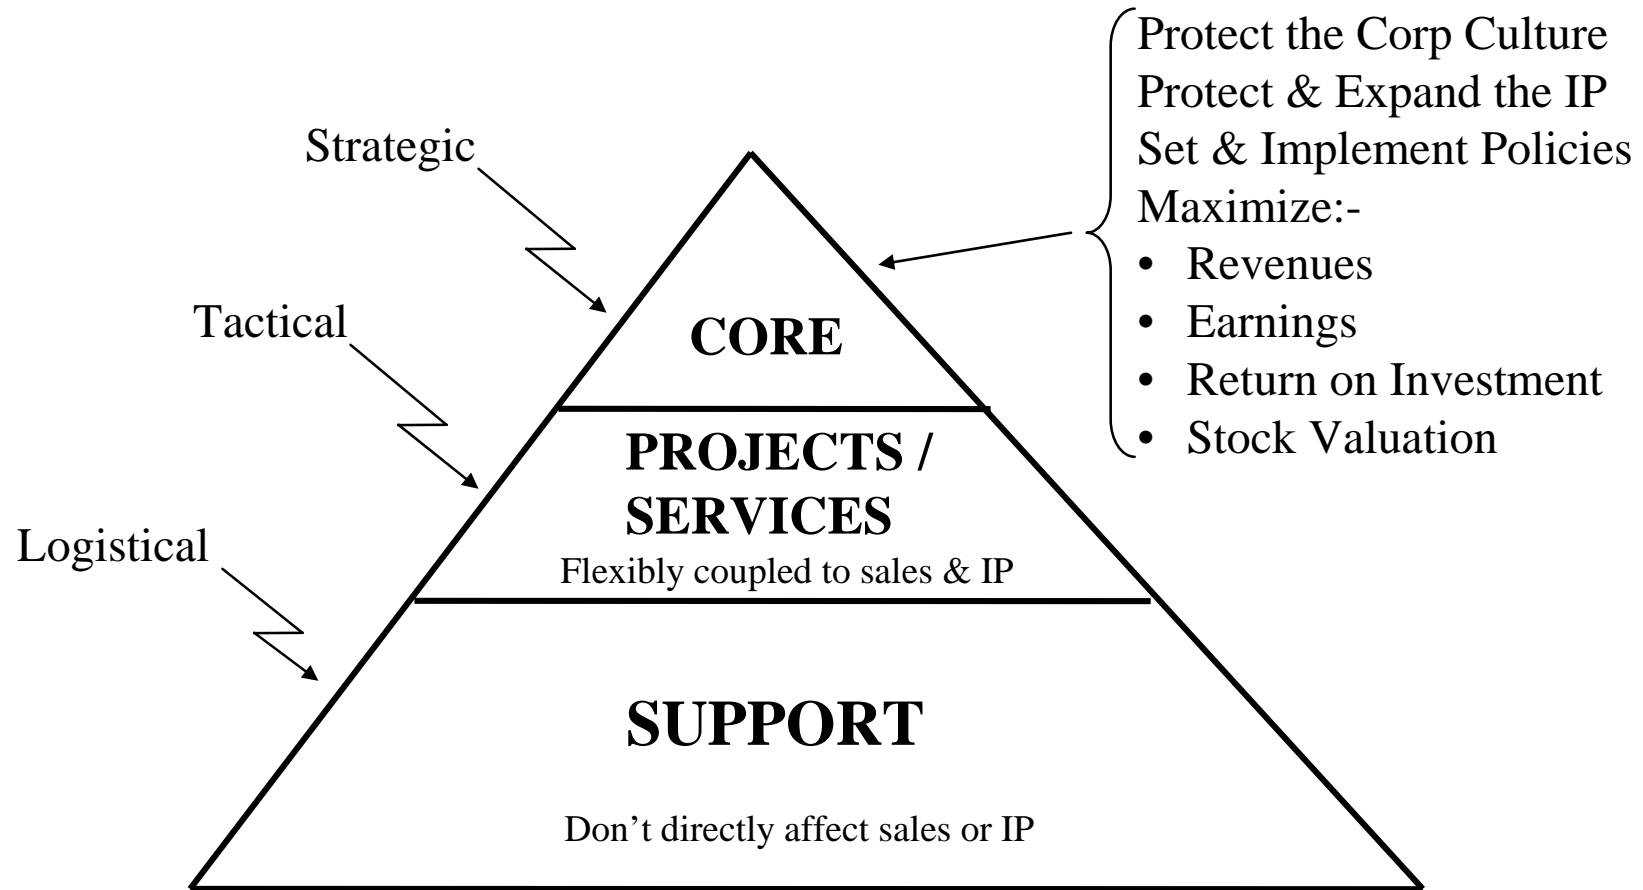 Protect the Corp Culture
Protect & Expand the IP
Set & Implement Policies
Maximize:-
• Revenues
• Earnings
• Return on Investment
• Stock Valuation
Strategic
Tactical
Logistical
CORE
PROJECTS /
SERVICES
Flexibly coupled to sales & IP
SUPPORT
Don’t directly affect sales or IP